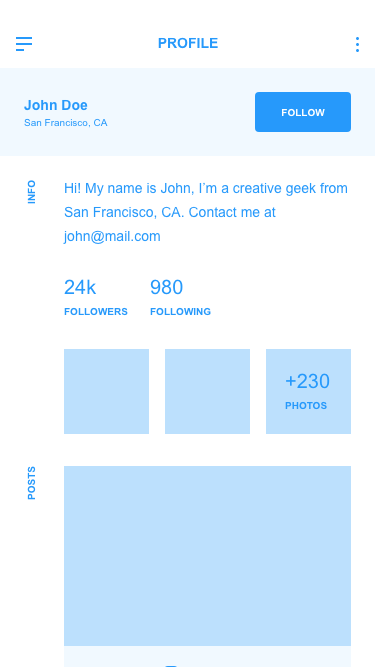 PROFILE
John Doe
San Francisco, CA
FOLLOW
INFO
Hi! My name is John, I´m a creative geek from
San Francisco, CA. Contact me at
john@mail.com
24k
980
FOLLOWERS
FOLLOWING
+230
PHOTOS
POSTS